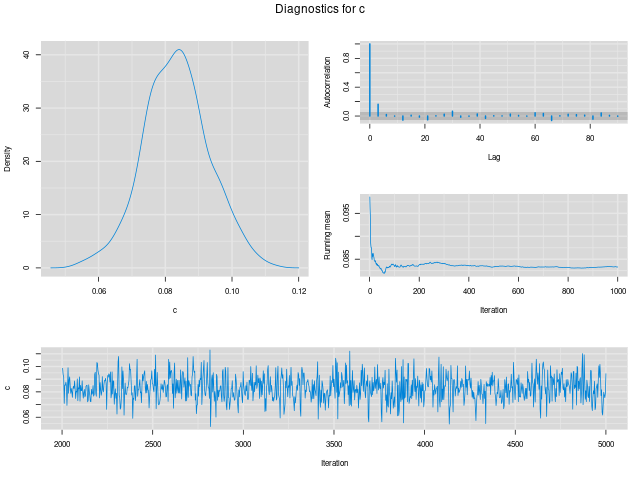 Diagnostics for c
Density
0 10 20 30 40
0.06 0.08 0.10 0.12
c
Autocorrelation
0.0 0.4 0.8
0 20 40 60 80
Lag
Running mean
0.085 0.095
0 200 400 600 800 1000
Iteration
c
0.06 0.08 0.10
2000 2500 3000 3500 4000 4500 5000
Iteration